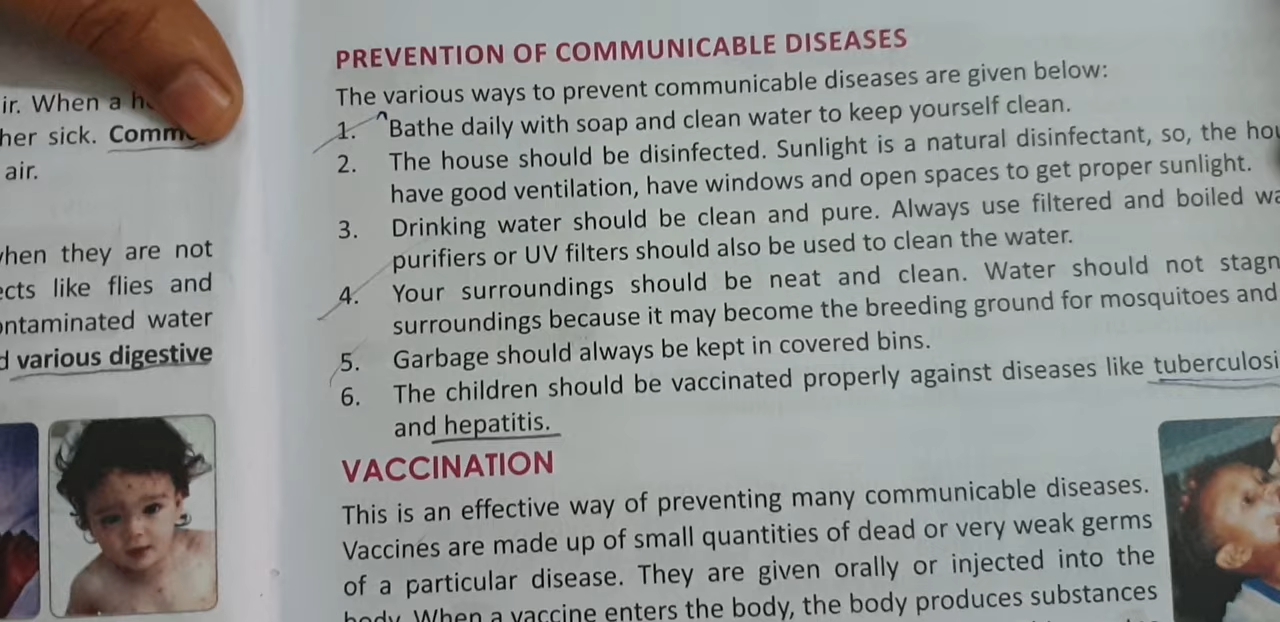 ir. When a
her sick.
air.
when they are not
ects like flies and
ontaminated water
d various digestive
PREVENTION OF COMMUNICABLE DISEASES
The various ways to prevent communicable diseases are given below:
1. Bathe daily with soap and clean water to keep yourself clean.
2. The house should be disinfected. Sunlight is a natural disinfectant, so, the
have good ventilation, have windows and open spaces to get proper sunlight.
3. Drinking water should be clean and pure. Always use filtered and boiled
purifiers or UV filters should also be used to clean the water.
4. Your surroundings should be neat and clean. Water should not
surroundings because it may become the breeding ground for mosquitoes and
5. Garbage should always be kept in covered bins.
6. The children should be vaccinated properly against diseases like tuberculosi
and hepatitis.
VACCINATION
This is an effective way of preventing many communicable diseases.
Vaccines are made up of small quantities of dead or very weak germs
of a particular disease. They are given orally or injected into the
body. When a vaccine enters the body, the body produces substances